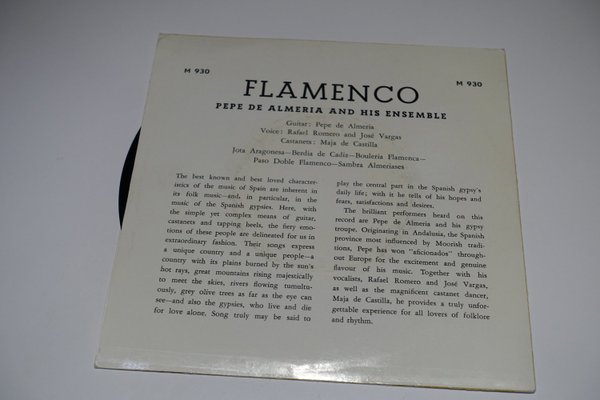 M 930
M 930
FLAMENCO
PEPE DE ALMERIA AND HIS ENSEMBLE
Guitar: Pepe de Almeria
Voice: Rafael Romero and José Vargas
Castanets: Maja de Castilla
Jota Aragonesa—Berdia de Cadiz—Bouleria Flamenca—
Paso Doble Flamenco—Sambra Almeriases
The best known and best loved character-
istics of the music of Spain are inherent in
its folk music—and, in particular, in the
music of the Spanish gypsies. Here, with
the simple yet complex means of guitar,
castanets and tapping heels, the fiery emo-
tions of these people are delineated for us in
extraordinary fashion. Their songs express
a unique country and a unique people—a
country with its plains burned by the sun's
hot rays, great mountains rising majestically
to meet the skies, rivers flowing tumultu-
ously, grey olive trees as far as the eye can
see—and also the gypsies, who live and die
for love alone. Song truly may be said to
play the central part in the Spanish gypsy's
daily life; with it he tells of his hopes and
fears, satisfactions and desires.
The brilliant performers heard on this
record are Pepe de Almeria and his gypsy
troupe. Originating in Andalusia, the Spanish
province most influenced by Moorish tradi-
tions, Pepe has won "aficionados" through-
out Europe for the excitement and genuine
flavour of his music. Together with his
vocalists, Rafael Romero and José Vargas,
as well as the magnificent castanet dancer,
Maja de Castilla, he provides a truly unfor-
gettable experience for all lovers of folklore
and rhythm.